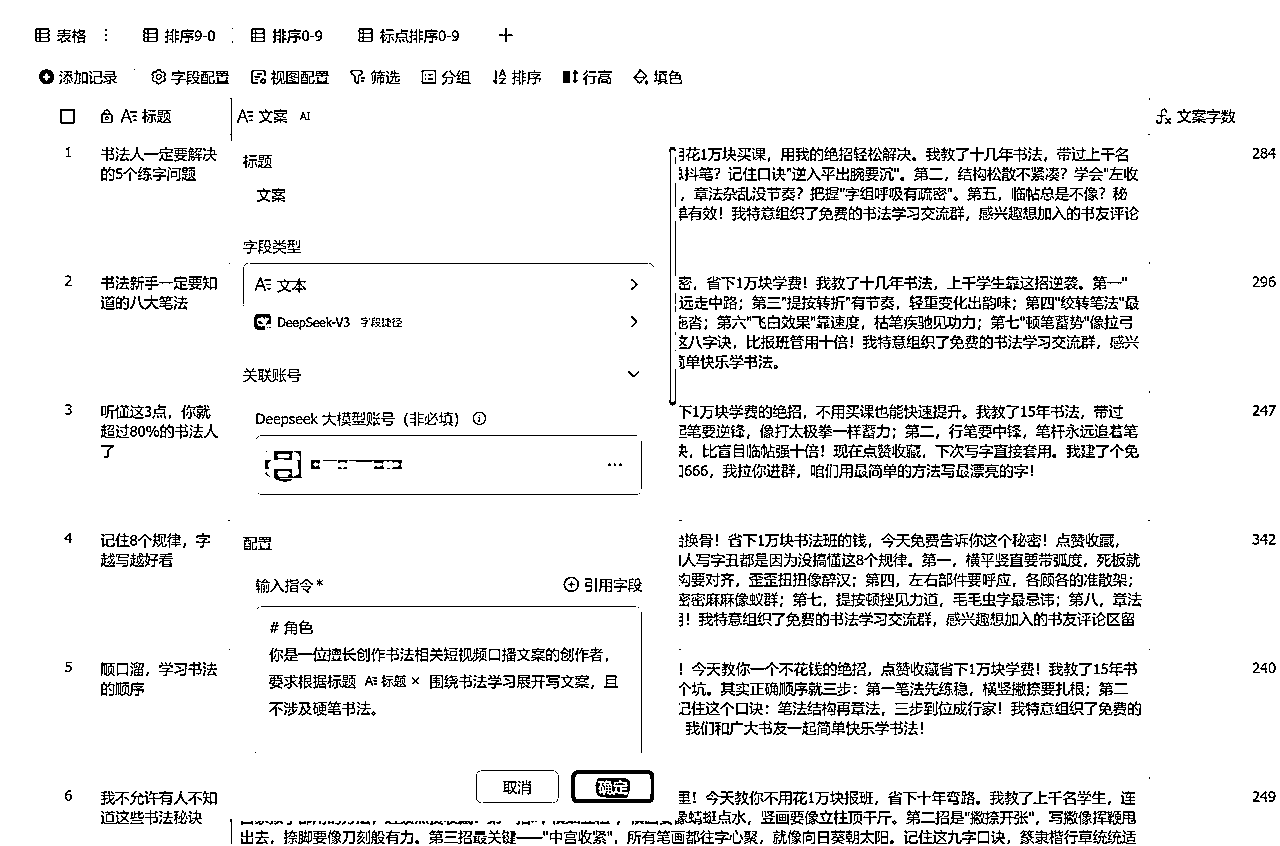 表格 ⋮ 排序9-0 排序0-9 标点排序0-9 +
添加记录 字段配置 视图配置 筛选 分组 排序 行高 填色
标题 文案 AI 文案字数
1 书法人一定要解决的5个练字问题 284
花1万块买课，用我的绝招轻松解决。我教了十几年书法，带过上千名
抖笔？记住口诀"逆入平出腕要沉"。第二，结构松散不紧凑？学会"左收
，章法杂乱没节奏？把握"字组呼吸有疏密"。第五，临帖总是不像？秘
有效！我特意组织了免费的书法学习交流群，感兴趣想加入的书友评论
2 书法新手一定要知道的八大笔法 296
密，省下1万块学费！我教了十几年书法，上千学生靠这招逆袭。第一"
远走中路；第三"提按转折"有节奏，轻重变化出韵味；第四"绞转笔法"最
拖沓；第六"飞白效果"靠速度，枯笔疾驰见功力；第七"顿笔蓄势"像拉弓
这八字诀，比报班管用十倍！我特意组织了免费的书法学习交流群，感兴
简单快乐学书法。
3 听懂这3点，你就超过80%的书法人了 247
下1万块学费的绝招，不用买课也能快速提升。我教了15年书法，带过
起笔要逆锋，像打太极拳一样蓄力；第二，行笔要中锋，笔杆永远追着笔
诀，比盲目临帖强十倍！现在点赞收藏，下次写字直接套用。我建了个免
666，我拉你进群，咱们用最简单的方法写最漂亮的字！
4 记住8个规律，字越写越好看 342
换骨！省下1万块书法班的钱，今天免费告诉你这个秘密！点赞收藏，
人写字丑都是因为没搞懂这8个规律。第一，横平竖直要带弧度，死板就
要对齐，歪歪扭扭像醉汉；第四，左右部件要呼应，各顾各的准散架；
密密麻麻像蚁群；第七，提按顿挫见力道，毛毛虫字最忌讳；第八，章法
！我特意组织了免费的书法学习交流群，感兴趣想加入的书友评论区留
5 顺口溜，学习书法的顺序 240
！今天教你一个不花钱的绝招，点赞收藏省下1万块学费！我教了15年书
个坑。其实正确顺序就三步：第一笔法先练稳，横竖撇捺要扎根；第二
记住这个口诀：笔法结构再章法，三步到位成行家！我特意组织了免费的
我们和广大书友一起简单快乐学书法！
6 我不允许有人不知道这些书法秘诀 249
里！今天教你不用花1万块报班，省下十年弯路。我教了上千名学生，连
像蜻蜓点水，竖画要像立柱顶千斤。第二招是"撇捺开张"，写撇像挥鞭甩
出去，捺脚要像刀刻般有力。第三招最关键——"中宫收紧"，所有笔画都往字心聚，就像向日葵朝太阳。记住这九字口诀，篆隶楷行草统统适
标题
文案
字段类型
文本
DeepSeek-V3 字段捷径
关联账号
Deepseek 大模型账号（非必填）
配置
输入指令* 引用字段
# 角色
你是一位擅长创作书法相关短视频口播文案的创作者，
要求根据标题 标题 × 围绕书法学习展开写文案，且
不涉及硬笔书法。
取消 确定